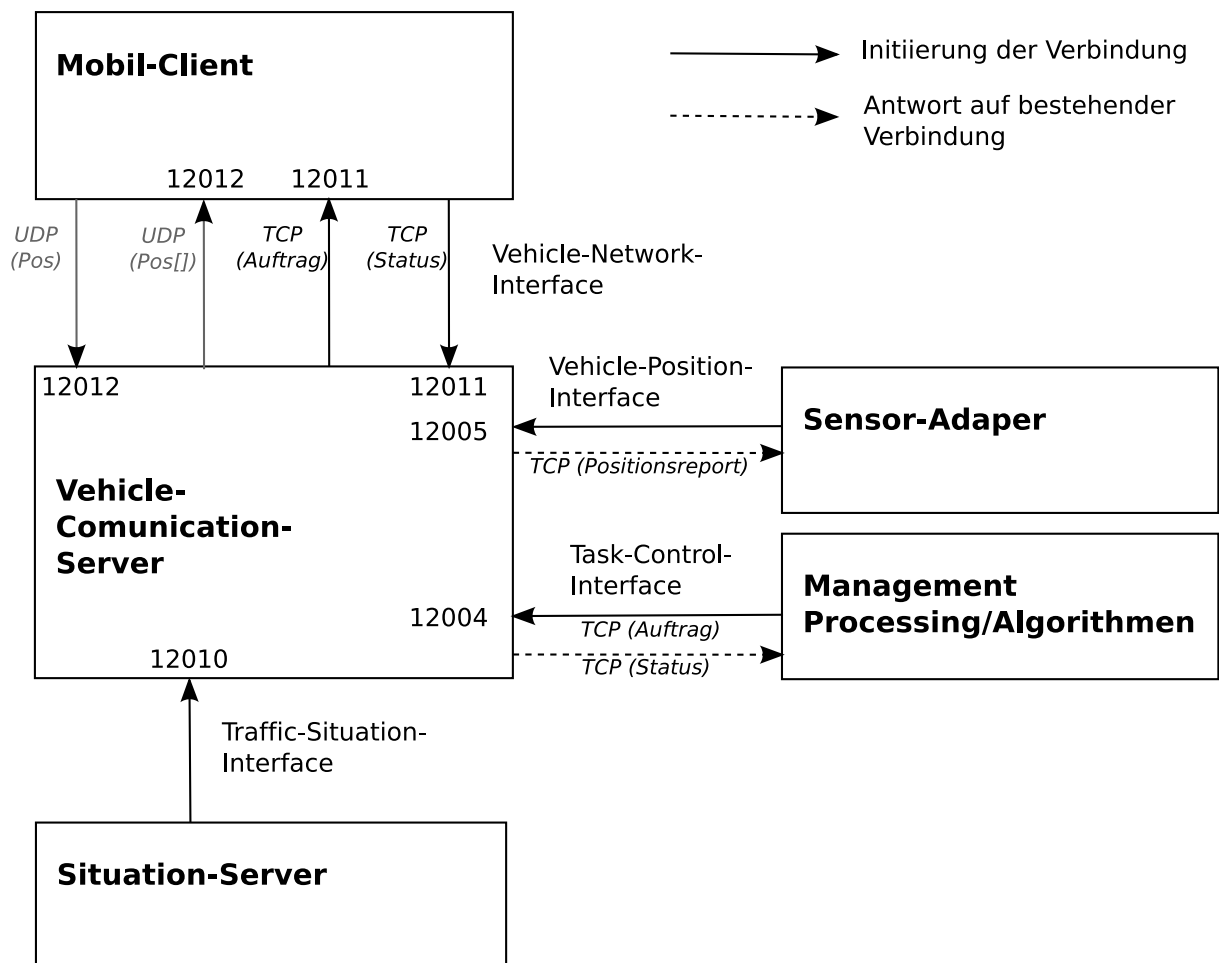 Mobil-Client
Initiierung der Verbindung
Antwort auf bestehender
Verbindung
12012
12011
UDP
(Pos)
UDP
(Pos[])
TCP
(Auftrag)
TCP
(Status)
Vehicle-Network-
Interface
12012
12011
Vehicle-Position-
Interface
12005
TCP (Positionsreport)
Sensor-Adaper
Vehicle-
Comunication-
Server
Task-Control-
Interface
12004
TCP (Auftrag)
TCP (Status)
Management
Processing/Algorithmen
12010
Traffic-Situation-
Interface
Situation-Server